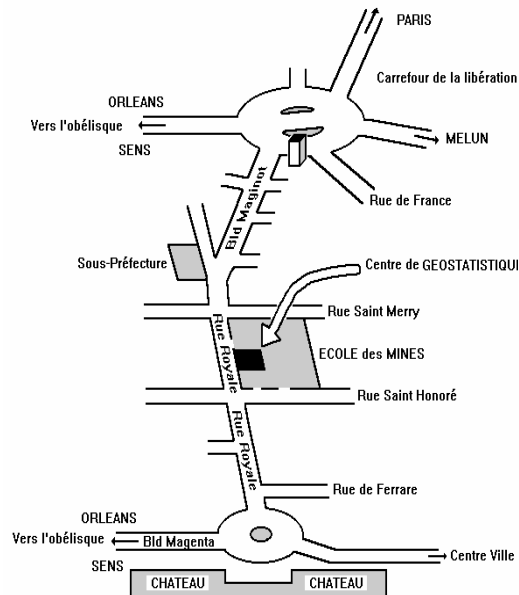 PARIS
Carrefour de la libération
ORLEANS
Vers l'obélisque
SENS
MELUN
Rue de France
Bld Maginot
Sous-Préfecture
Centre de GEOSTATISTIQUE
Rue Saint Merry
Rue Royale
ECOLE des MINES
Rue Saint Honoré
Rue Royale
Rue de Ferrare
ORLEANS
Vers l'obélisque
Bld Magenta
SENS
Centre Ville
CHATEAU
CHATEAU